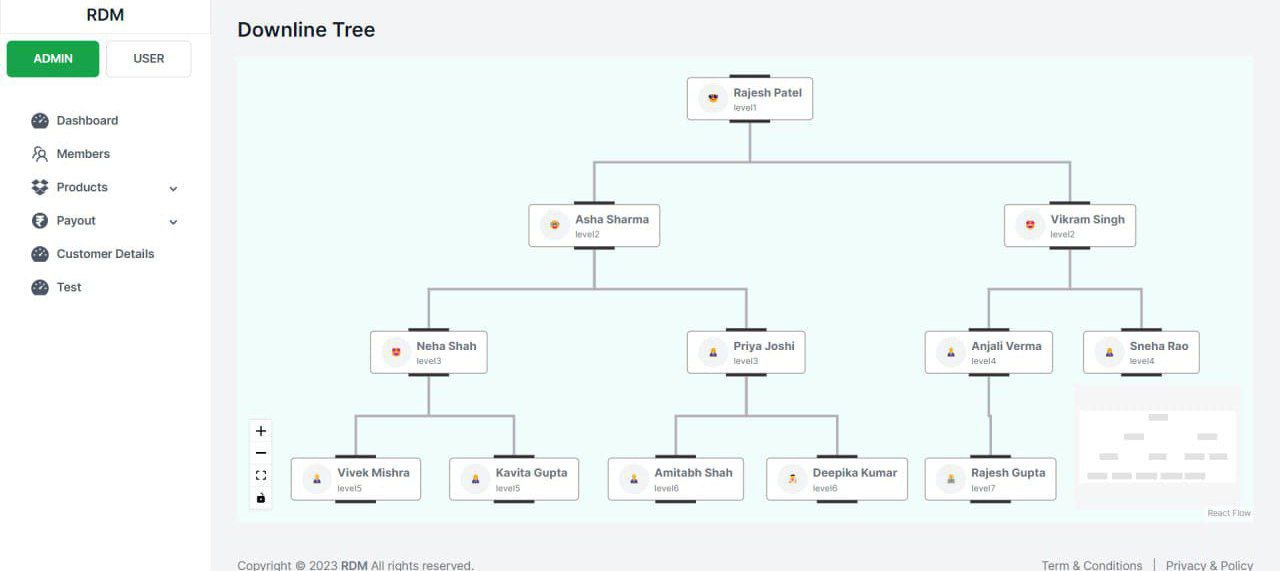 RDM
ADMIN
USER
Dashboard
Members
Products
Payout
Customer Details
Test
Downline Tree
Rajesh Patel
level1
Asha Sharma
level2
Vikram Singh
level2
Neha Shah
level3
Priya Joshi
level3
Anjali Verma
level4
Sneha Rao
level4
Vivek Mishra
level5
Kavita Gupta
level5
Amitabh Shah
level6
Deepika Kumar
level6
Rajesh Gupta
level7
React Flow
Copyright © 2023 RDM All rights reserved.
Term & Conditions | Privacy & Policy